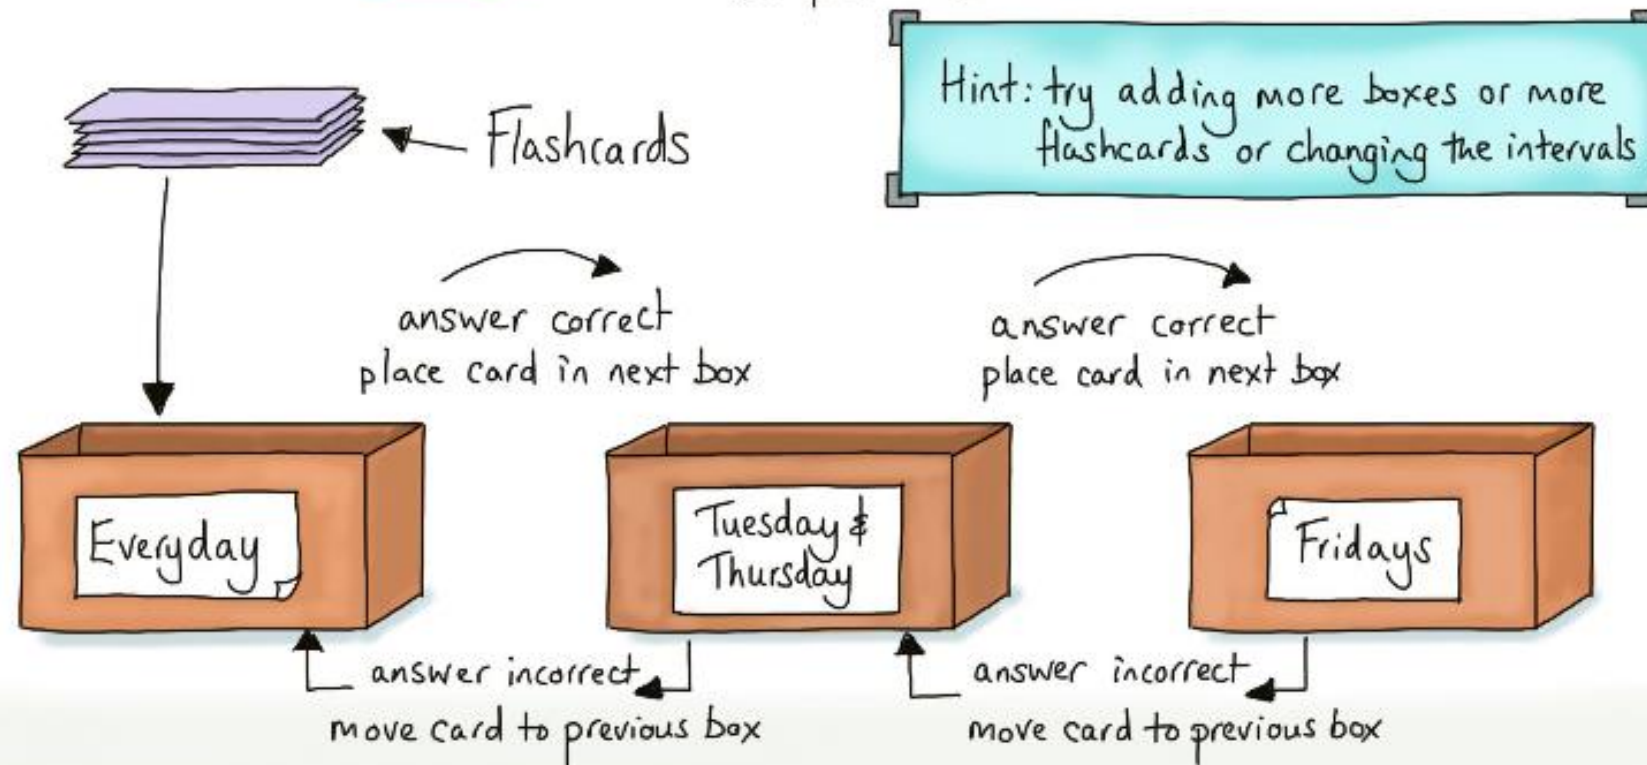 Flashcards
Hint: try adding more boxes or more
flashcards or changing the intervals
answer correct
place card in next box
answer correct
place card in next box
Everyday
Tuesday &
Thursday
Fridays
answer incorrect
move card to previous box
answer incorrect
move card to previous box